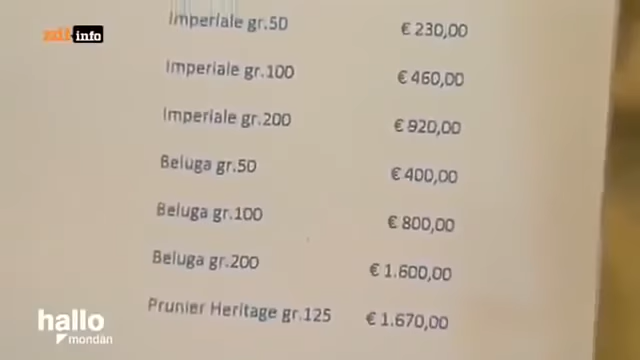 zdf.info
Imperiale gr.50 € 230,00
Imperiale gr.100 € 460,00
Imperiale gr.200 € 920,00
Beluga gr.50 € 400,00
Beluga gr.100 € 800,00
Beluga gr.200 € 1.600,00
Prunier Heritage gr.125 € 1.670,00
hallo
mondän